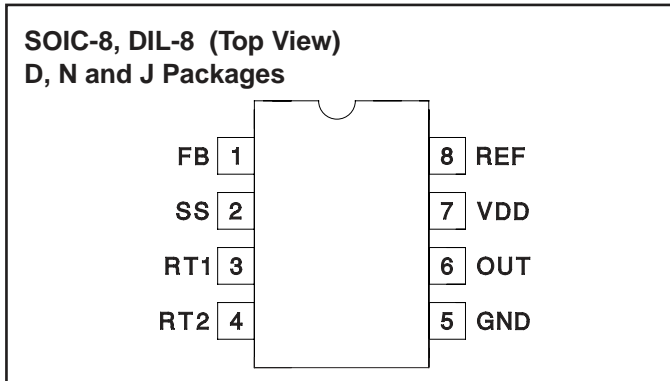 SOIC-8, DIL-8 (Top View)
D, N and J Packages
FB 1 8 REF
SS 2 7 VDD
RT1 3 6 OUT
RT2 4 5 GND